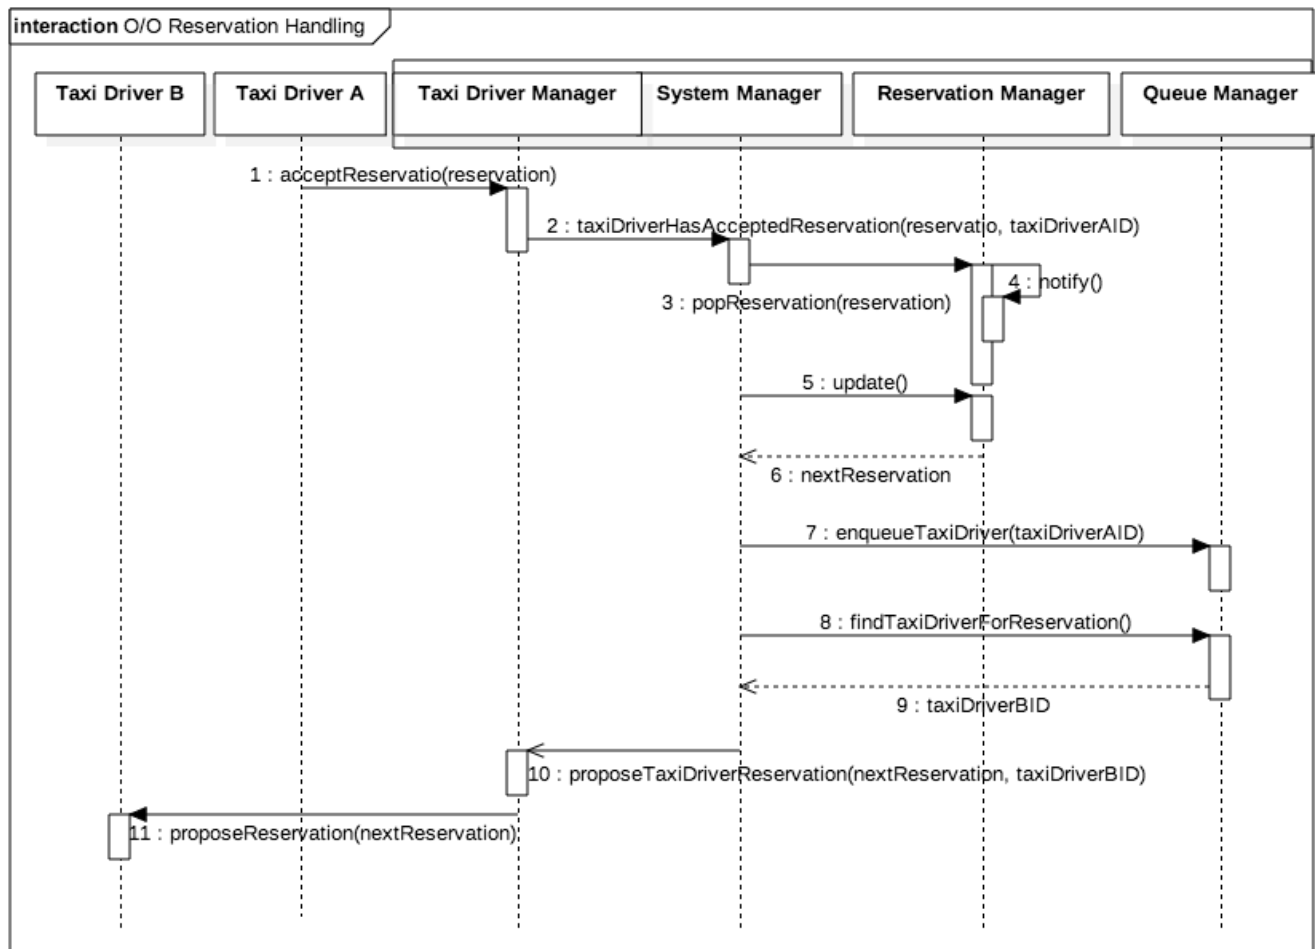 interaction O/O Reservation Handling
Taxi Driver B
Taxi Driver A
Taxi Driver Manager
System Manager
Reservation Manager
Queue Manager
1 : acceptReservatio(reservation)
2 : taxiDriverHasAcceptedReservation(reservatio, taxiDriverAID)
3 : popReservation(reservation)
4 : notify()
5 : update()
6 : nextReservation
7 : enqueueTaxiDriver(taxiDriverAID)
8 : findTaxiDriverForReservation()
9 : taxiDriverBID
10 : proposeTaxiDriverReservation(nextReservation, taxiDriverBID)
11 : proposeReservation(nextReservation)